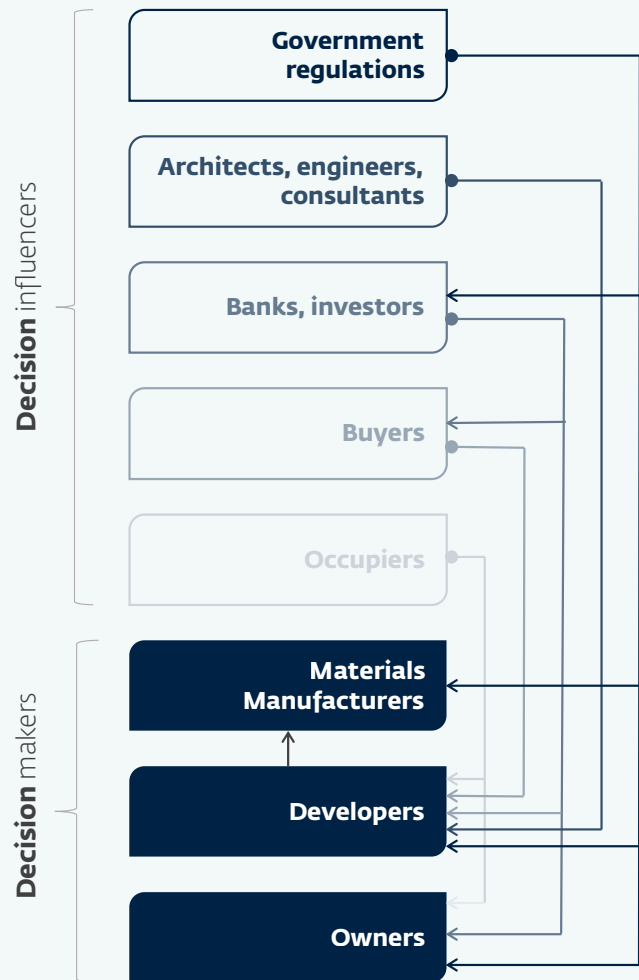 Decision influencers
Government
regulations
Architects, engineers,
consultants
Banks, investors
Buyers
Occupiers
Decision makers
Materials
Manufacturers
Developers
Owners